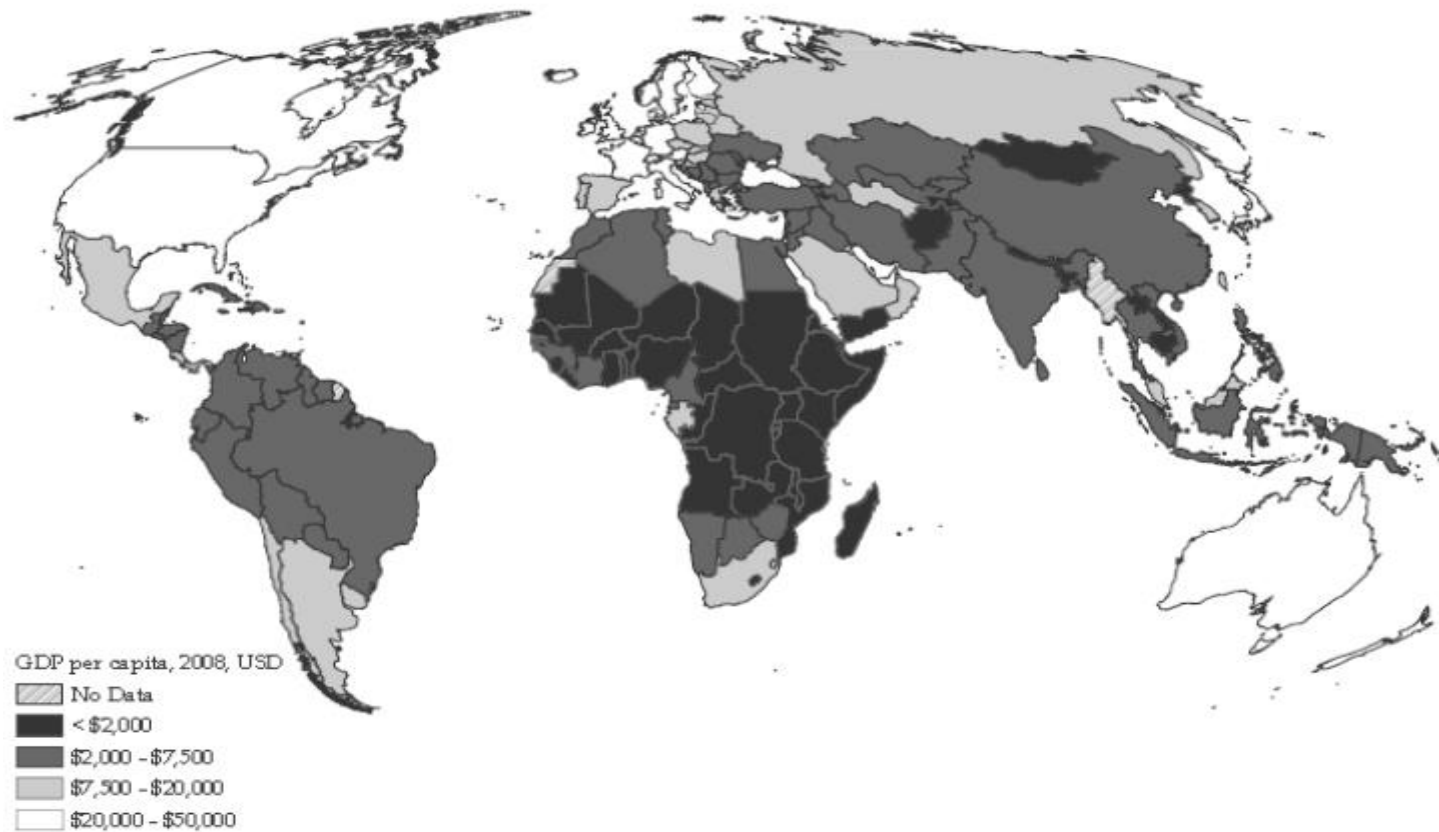 GDP per capita, 2008, USD
No Data
< $2,000
$2,000 - $7,500
$7,500 - $20,000
$20,000 - $50,000